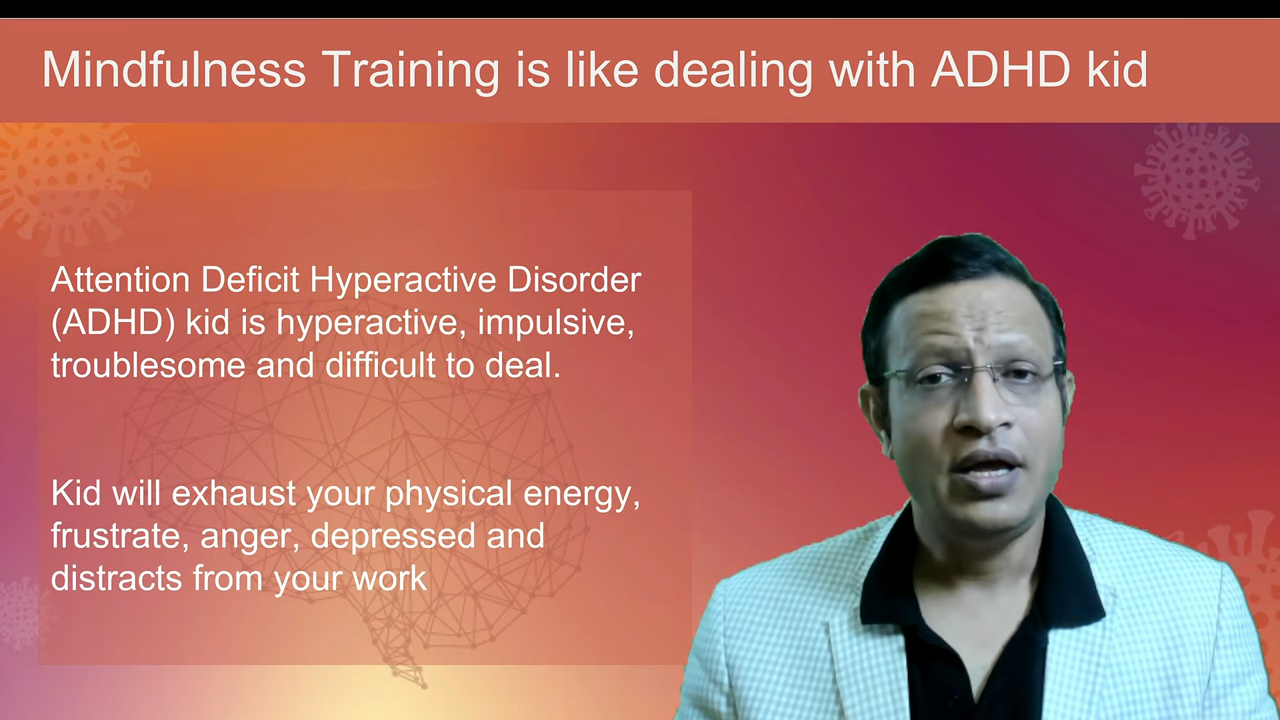 Mindfulness Training is like dealing with ADHD kid
Attention Deficit Hyperactive Disorder
(ADHD) kid is hyperactive, impulsive,
troublesome and difficult to deal.
Kid will exhaust your physical energy,
frustrate, anger, depressed and
distracts from your work